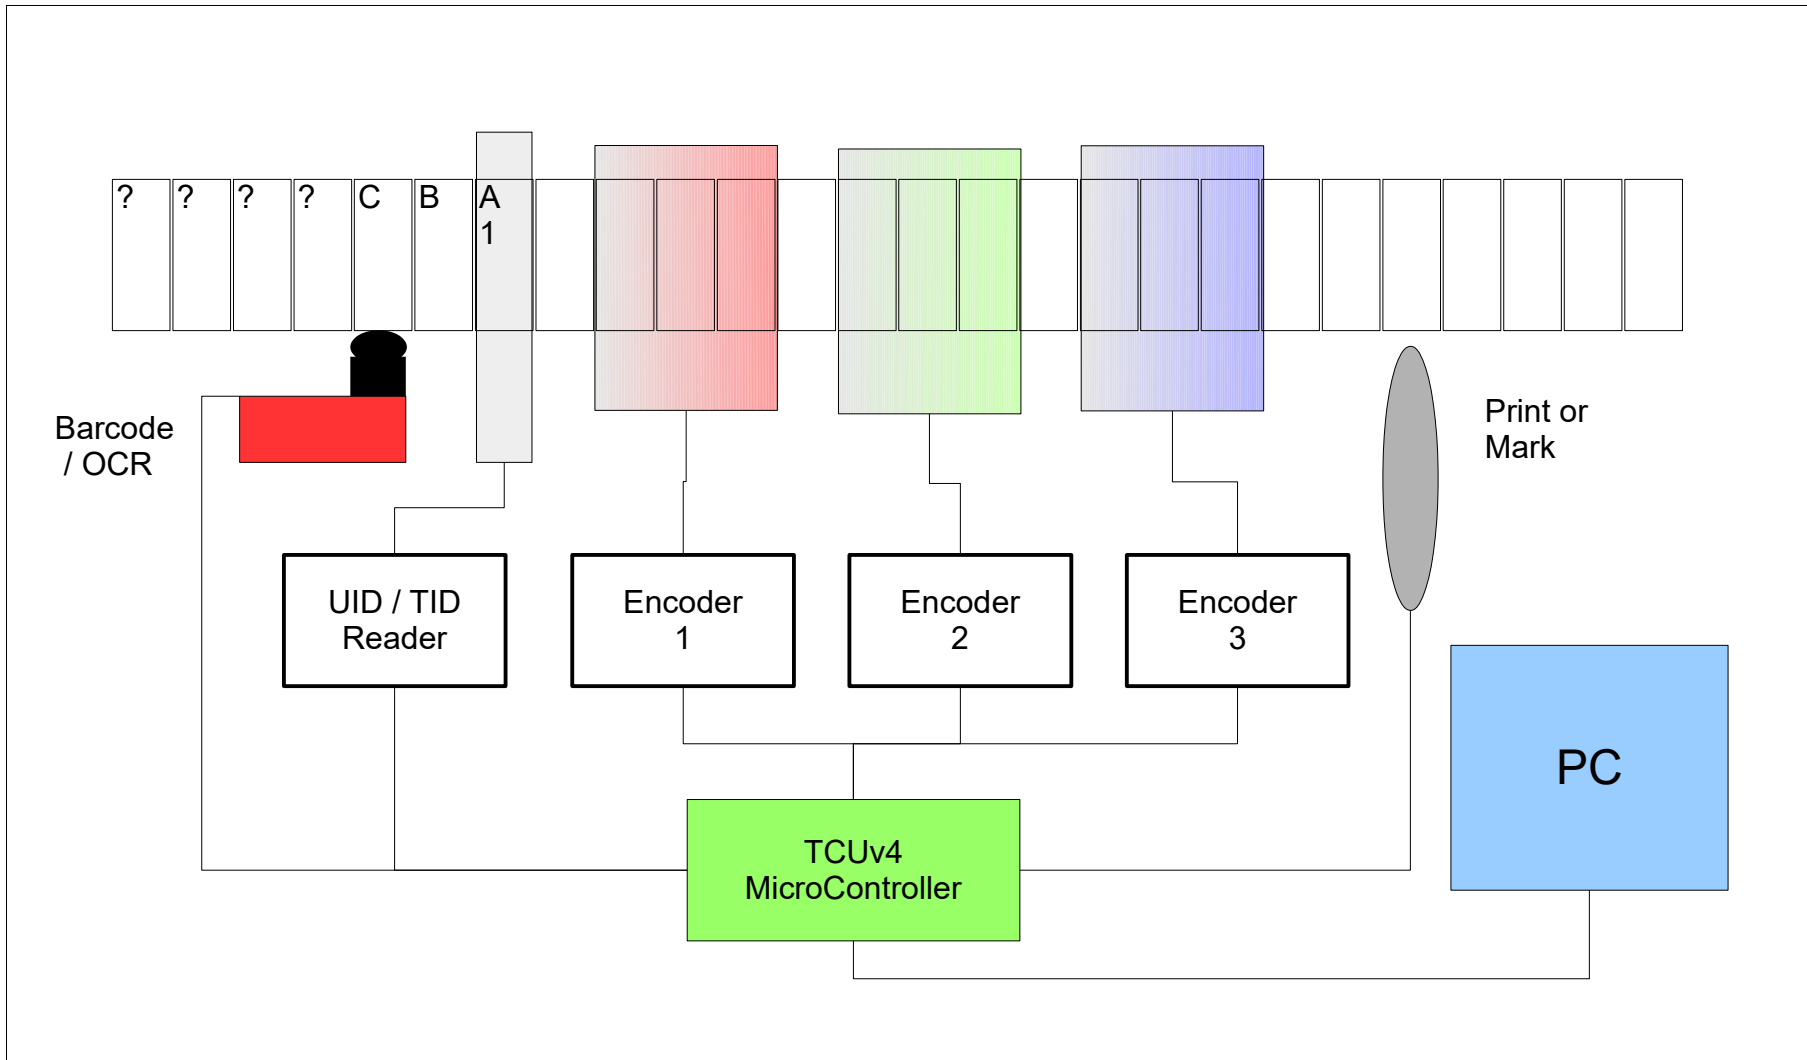 ? ? ? ? C B A
1
Barcode
/ OCR
Print or
Mark
UID / TID
Reader
Encoder
1
Encoder
2
Encoder
3
PC
TCUv4
MicroController